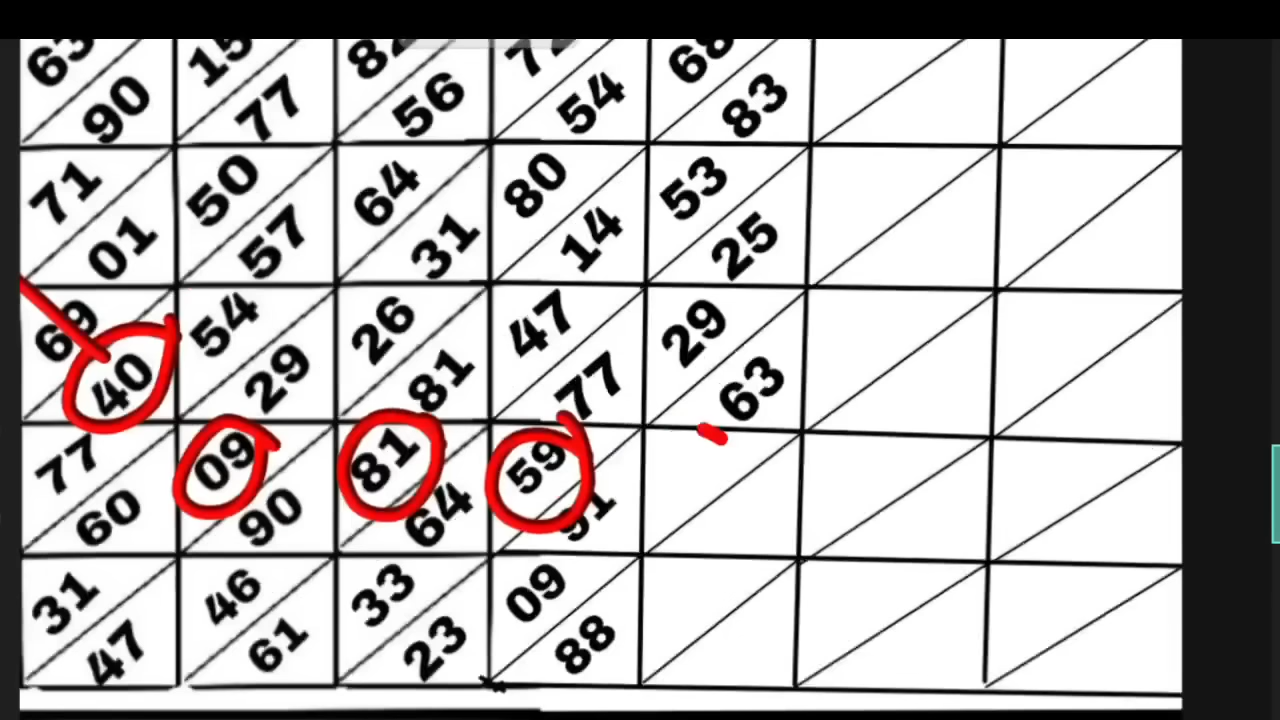 63 15 82 72 68
90 77 56 54 83
71 50 64 80 53
01 57 31 14 25
69 54 26 47 29
40 29 81 77 63
77 09 81 59
60 90 64 91
31 46 33 09
47 61 23 88